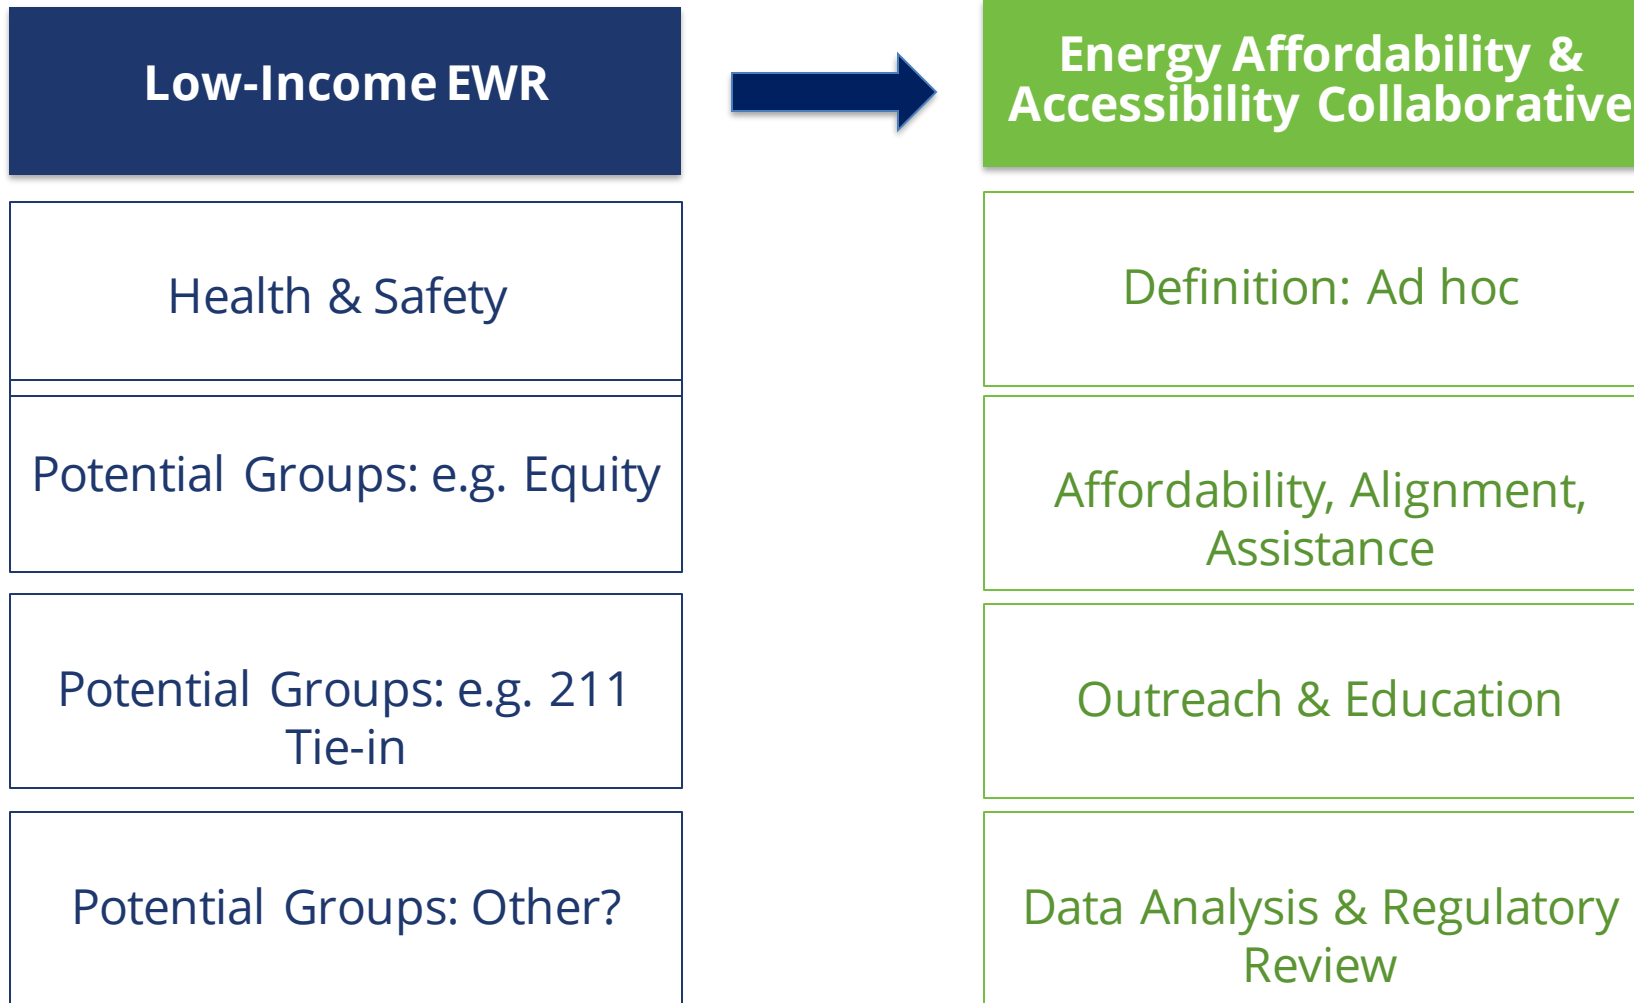 Low-Income EWR
Health & Safety
Potential Groups: e.g. Equity
Potential Groups: e.g. 211
Tie-in
Potential Groups: Other?
Energy Affordability &
Accessibility Collaborative
Definition: Ad hoc
Affordability, Alignment,
Assistance
Outreach & Education
Data Analysis & Regulatory
Review